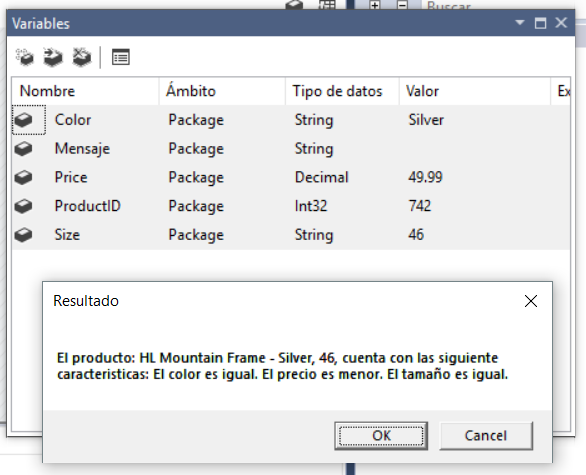 Buscar
Variables
Nombre Ámbito Tipo de datos Valor Ex
Color Package String Silver
Mensaje Package String
Price Package Decimal 49.99
ProductID Package Int32 742
Size Package String 46
Resultado
El producto: HL Mountain Frame - Silver, 46, cuenta con las siguiente
caracteristicas: El color es igual. El precio es menor. El tamaño es igual.
OK Cancel